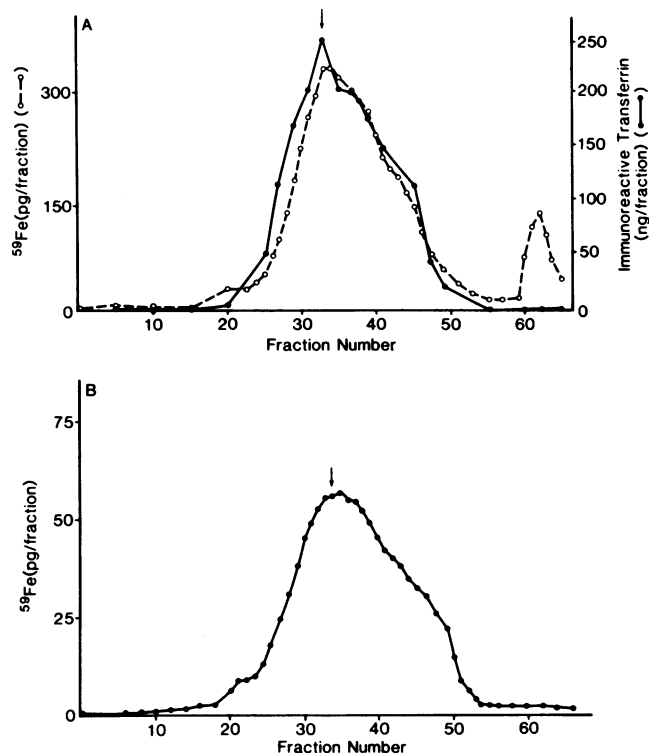 A
300
150
0
⁵⁹Fe(pg/fraction) (o--o)
250
200
150
100
50
0
Immunoreactive Transferrin
(ng/fraction) (●—●)
10 20 30 40 50 60
Fraction Number
B
75
50
25
0
⁵⁹Fe(pg/fraction)
10 20 30 40 50 60
Fraction Number